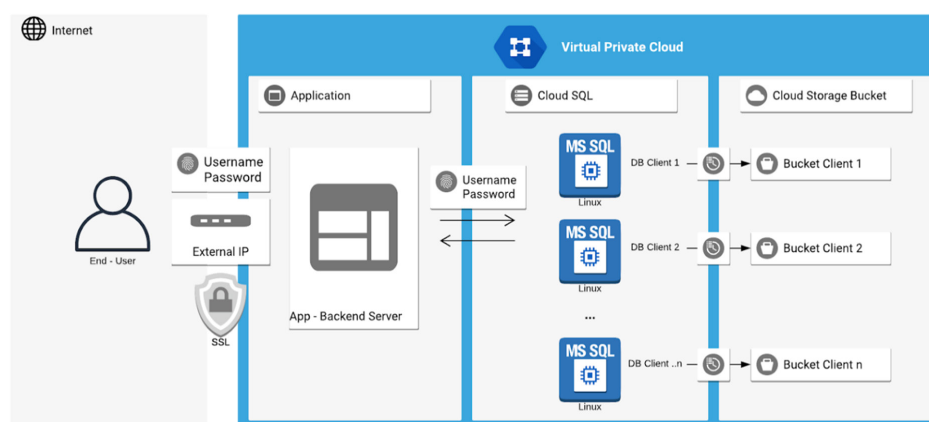 Internet
Virtual Private Cloud
Application
Cloud SQL
Cloud Storage Bucket
Username
Password
External IP
SSL
End - User
App - Backend Server
Username
Password
MS SQL
Linux
DB Client 1
Bucket Client 1
MS SQL
Linux
DB Client 2
Bucket Client 2
...
MS SQL
Linux
DB Client ..n
Bucket Client n